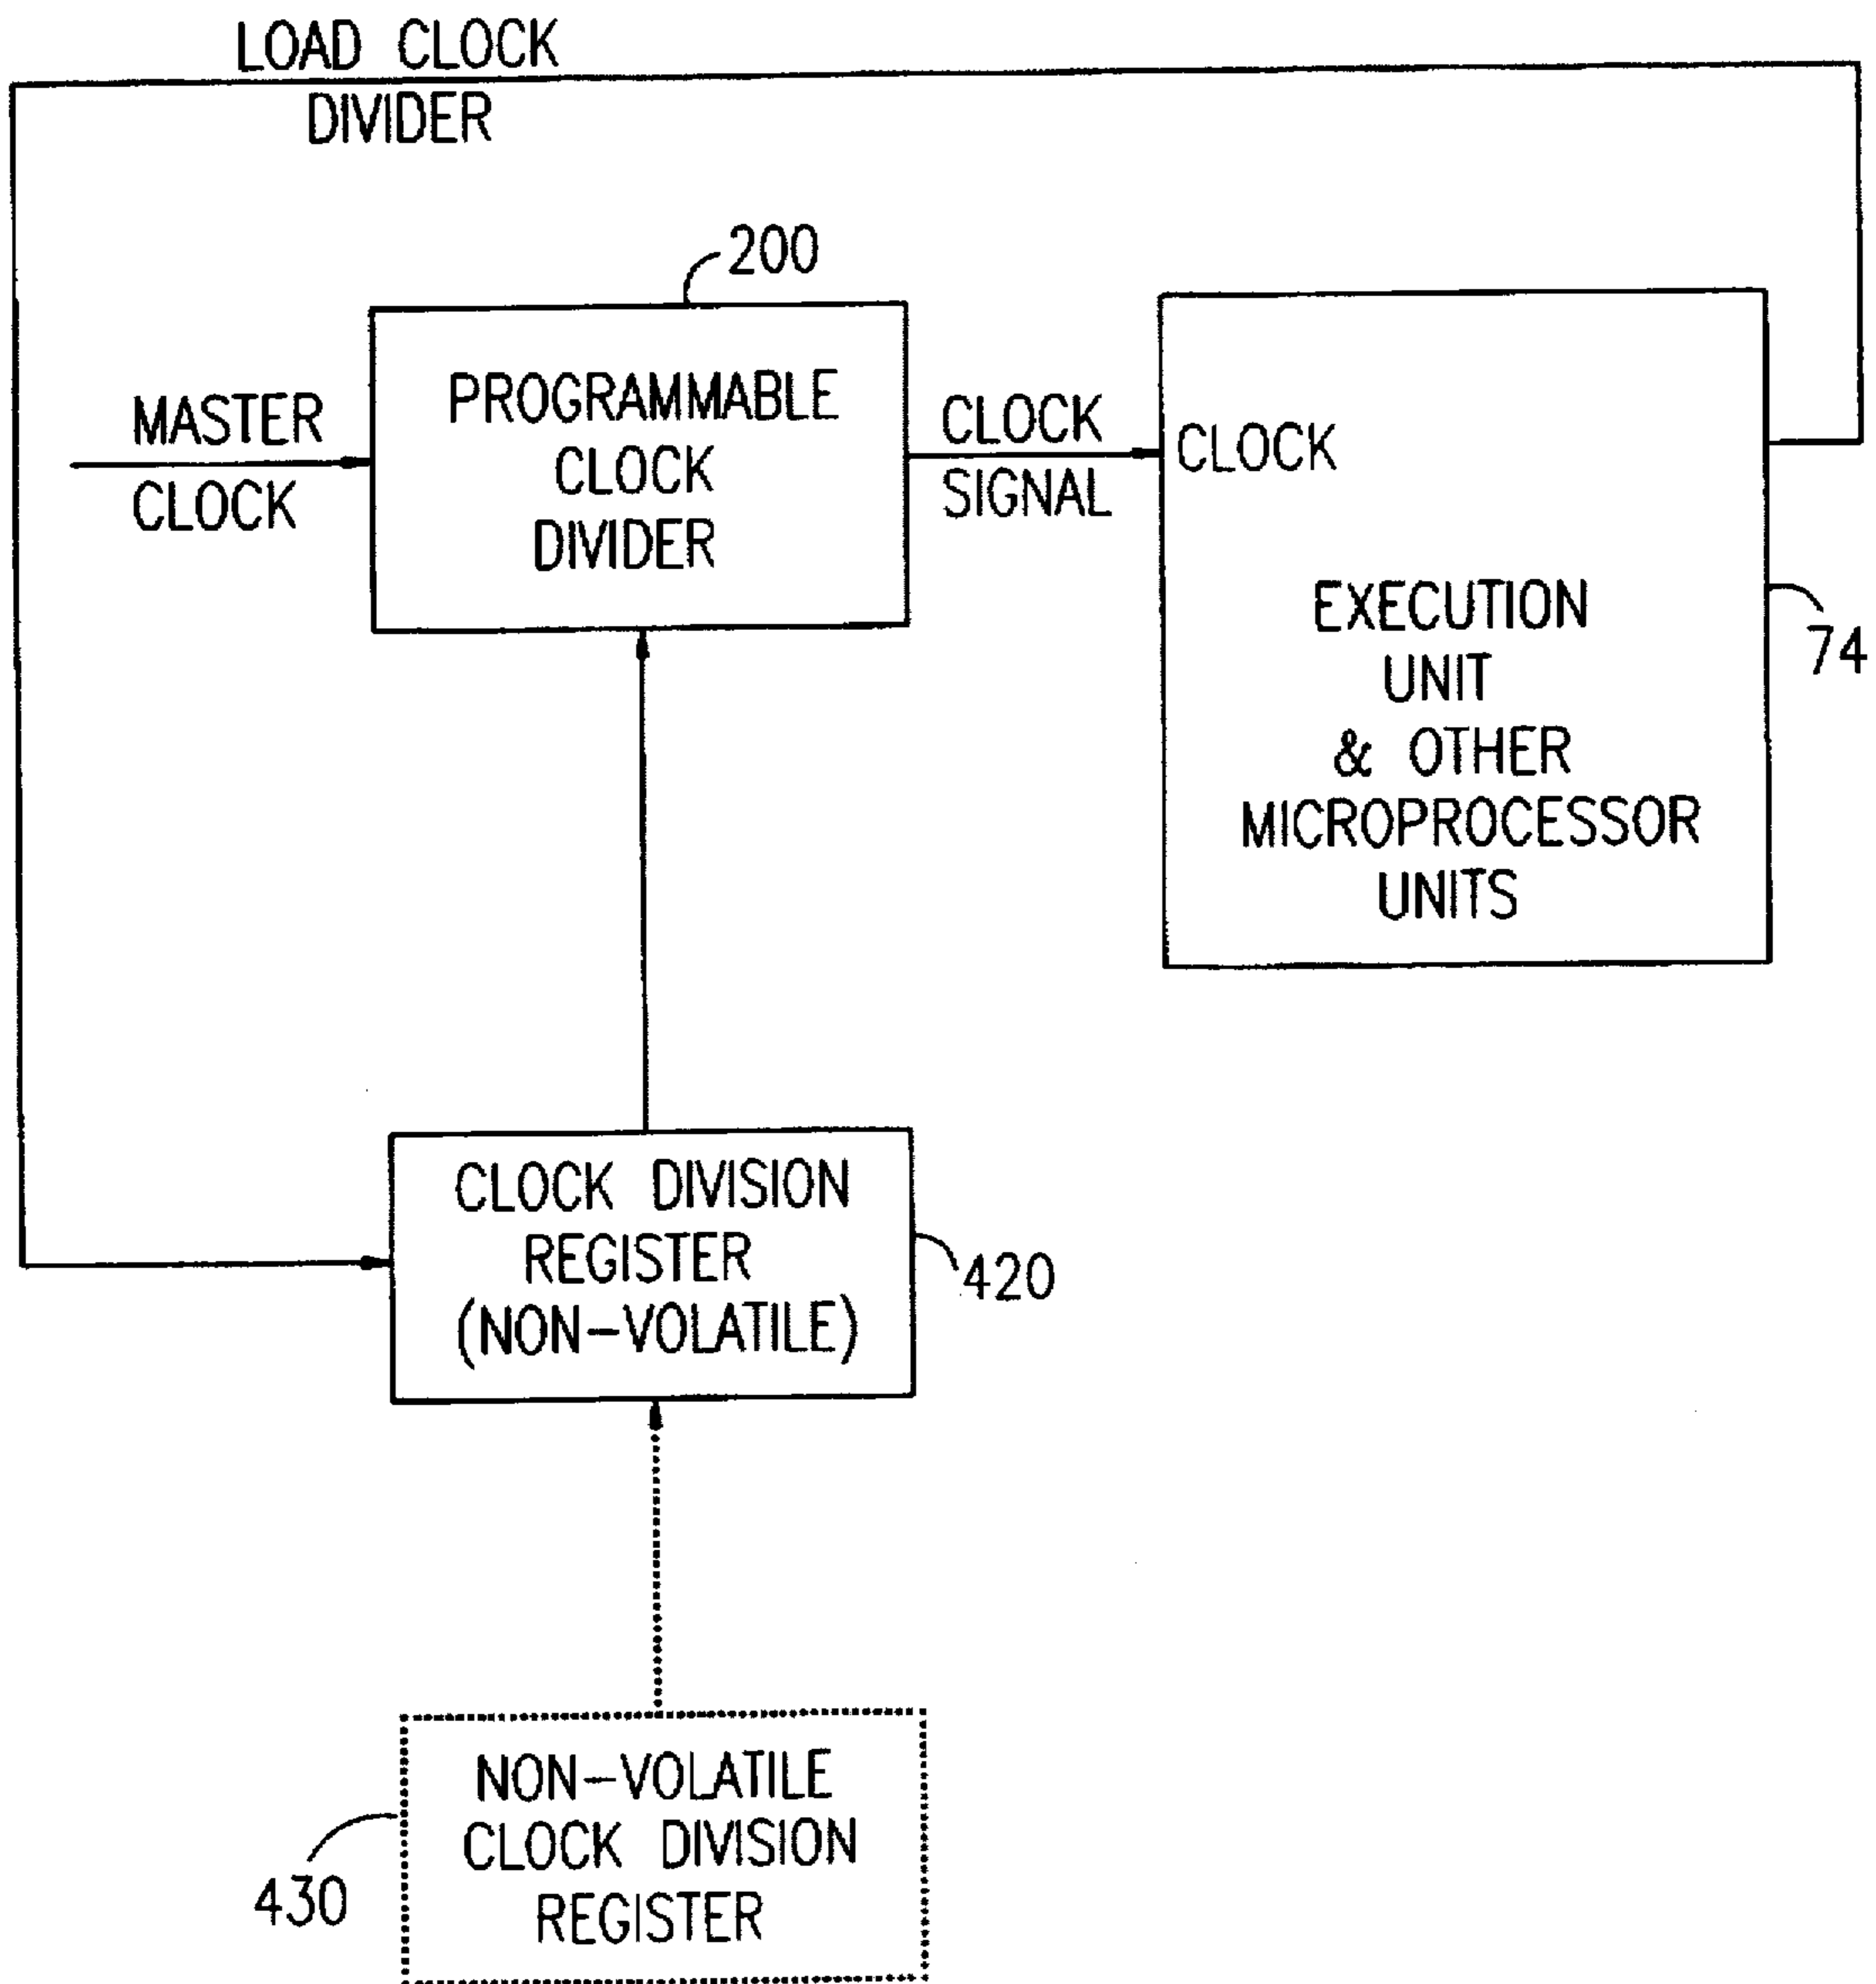 LOAD CLOCK
DIVIDER
200
MASTER
CLOCK
PROGRAMMABLE
CLOCK
DIVIDER
CLOCK
SIGNAL
CLOCK
EXECUTION
UNIT
& OTHER
MICROPROCESSOR
UNITS
74
CLOCK DIVISION
REGISTER
(NON-VOLATILE)
420
NON-VOLATILE
CLOCK DIVISION
REGISTER
430